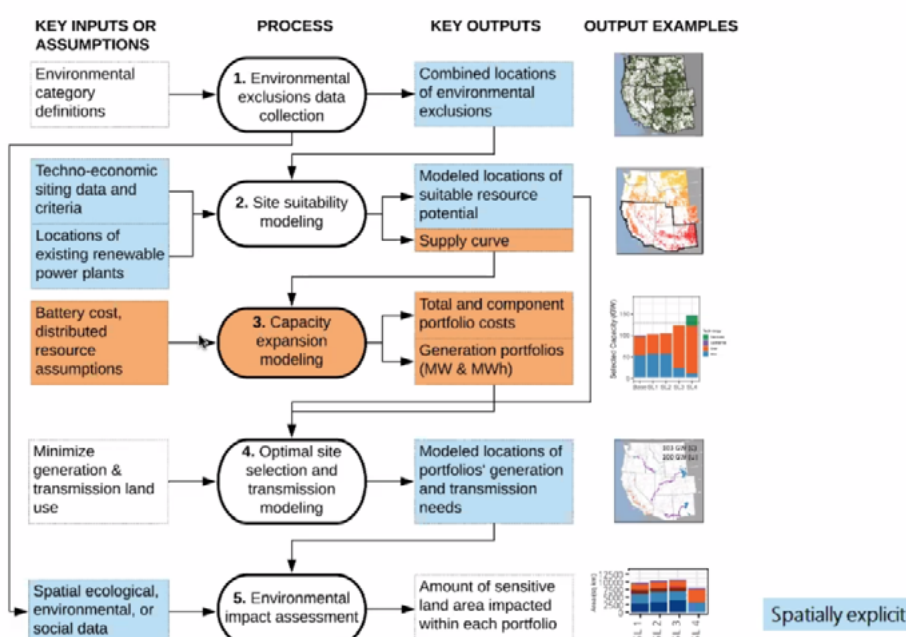 KEY INPUTS OR
ASSUMPTIONS
PROCESS
KEY OUTPUTS
OUTPUT EXAMPLES
Environmental
category
definitions
1. Environmental
exclusions data
collection
Combined locations
of environmental
exclusions
Techno-economic
siting data and
criteria
Locations of
existing renewable
power plants
2. Site suitability
modeling
Modeled locations of
suitable resource
potential
Supply curve
Battery cost,
distributed
resource
assumptions
3. Capacity
expansion
modeling
Total and component
portfolio costs
Generation portfolios
(MW & MWh)
Selected Capacity (GW)
Minimize
generation &
transmission land
use
4. Optimal site
selection and
transmission
modeling
Modeled locations of
portfolios' generation
and transmission
needs
Spatial ecological,
environmental, or
social data
5. Environmental
impact assessment
Amount of sensitive
land area impacted
within each portfolio
Spatially explicit